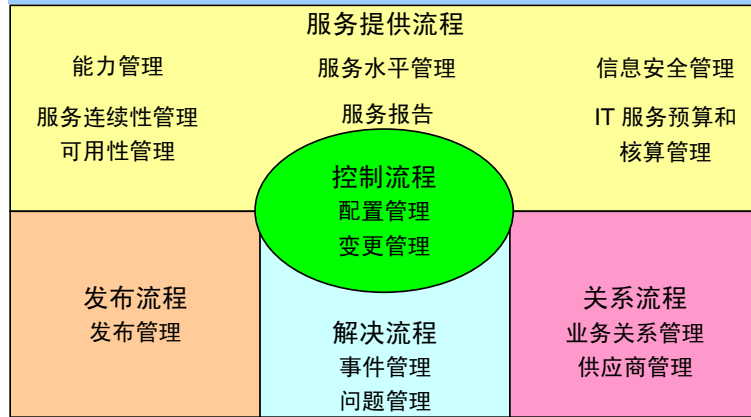 服务提供流程
能力管理
服务水平管理
信息安全管理
服务连续性管理
可用性管理
服务报告
IT 服务预算和
核算管理
控制流程
配置管理
变更管理
发布流程
发布管理
解决流程
事件管理
问题管理
关系流程
业务关系管理
供应商管理